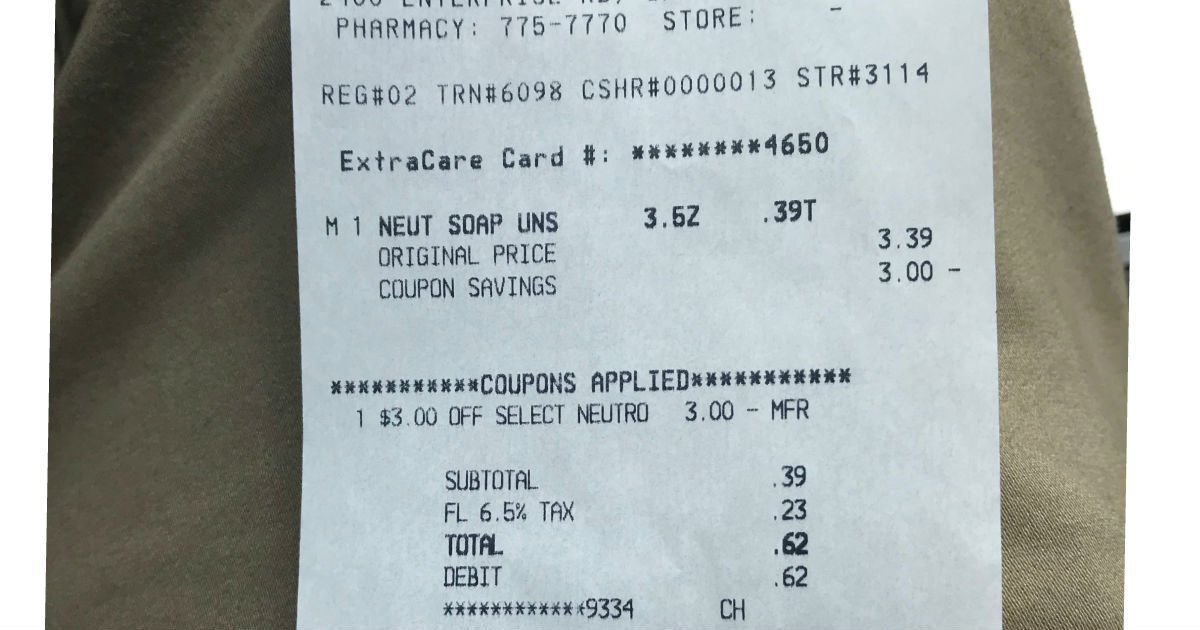 PHARMACY: 775-7770 STORE:
REG#02 TRN#6098 CSHR#0000013 STR#3114
ExtraCare Card #: ********4650
M 1 NEUT SOAP UNS 3.5Z .39T
ORIGINAL PRICE 3.39
COUPON SAVINGS 3.00 -
***********COUPONS APPLIED***********
1 $3.00 OFF SELECT NEUTRO 3.00 - MFR
SUBTOTAL .39
FL 6.5% TAX .23
TOTAL .62
DEBIT .62
************9334 CH